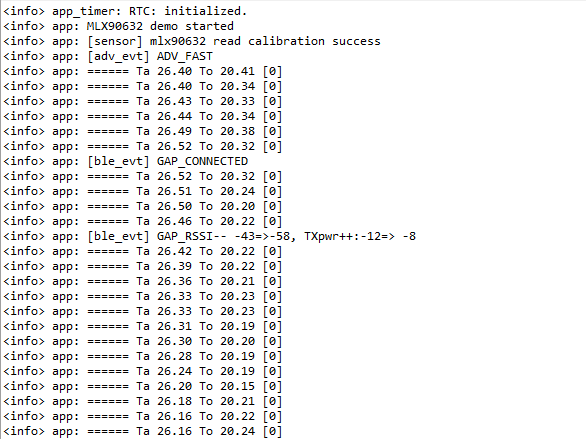 <info> app_timer: RTC: initialized.
<info> app: MLX90632 demo started
<info> app: [sensor] mlx90632 read calibration success
<info> app: [adv_evt] ADV_FAST
<info> app: ====== Ta 26.40 To 20.41 [0]
<info> app: ====== Ta 26.40 To 20.34 [0]
<info> app: ====== Ta 26.43 To 20.33 [0]
<info> app: ====== Ta 26.44 To 20.34 [0]
<info> app: ====== Ta 26.49 To 20.38 [0]
<info> app: ====== Ta 26.52 To 20.32 [0]
<info> app: [ble_evt] GAP_CONNECTED
<info> app: ====== Ta 26.52 To 20.32 [0]
<info> app: ====== Ta 26.51 To 20.24 [0]
<info> app: ====== Ta 26.50 To 20.20 [0]
<info> app: ====== Ta 26.46 To 20.22 [0]
<info> app: [ble_evt] GAP_RSSI-- -43=>-58, TXpwr++:-12=> -8
<info> app: ====== Ta 26.42 To 20.22 [0]
<info> app: ====== Ta 26.39 To 20.22 [0]
<info> app: ====== Ta 26.36 To 20.21 [0]
<info> app: ====== Ta 26.33 To 20.23 [0]
<info> app: ====== Ta 26.33 To 20.23 [0]
<info> app: ====== Ta 26.31 To 20.19 [0]
<info> app: ====== Ta 26.30 To 20.20 [0]
<info> app: ====== Ta 26.28 To 20.19 [0]
<info> app: ====== Ta 26.24 To 20.19 [0]
<info> app: ====== Ta 26.20 To 20.15 [0]
<info> app: ====== Ta 26.18 To 20.21 [0]
<info> app: ====== Ta 26.16 To 20.22 [0]
<info> app: ====== Ta 26.16 To 20.24 [0]